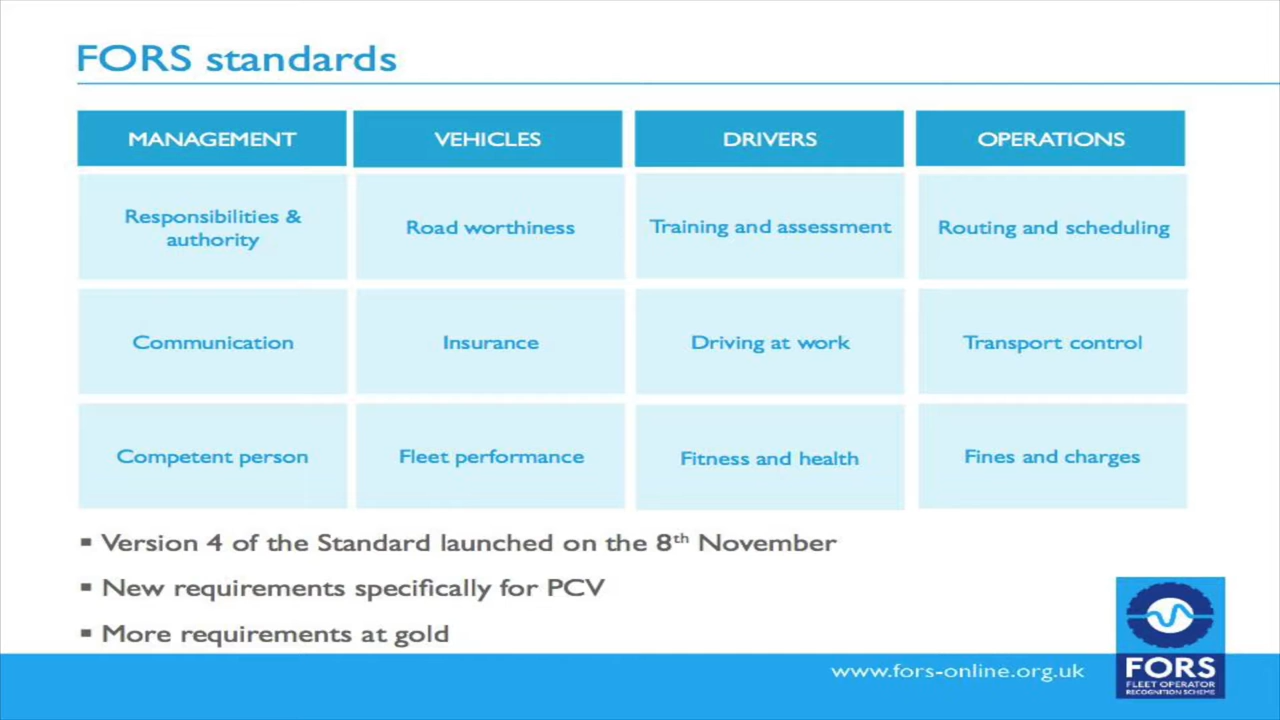 FORS standards
MANAGEMENT
VEHICLES
DRIVERS
OPERATIONS
Responsibilities &
authority
Road worthiness
Training and assessment
Routing and scheduling
Communication
Insurance
Driving at work
Transport control
Competent person
Fleet performance
Fitness and health
Fines and charges
▪ Version 4 of the Standard launched on the 8th November
▪ New requirements specifically for PCV
▪ More requirements at gold
www.fors-online.org.uk
FORS
FLEET OPERATOR
RECOGNITION SCHEME